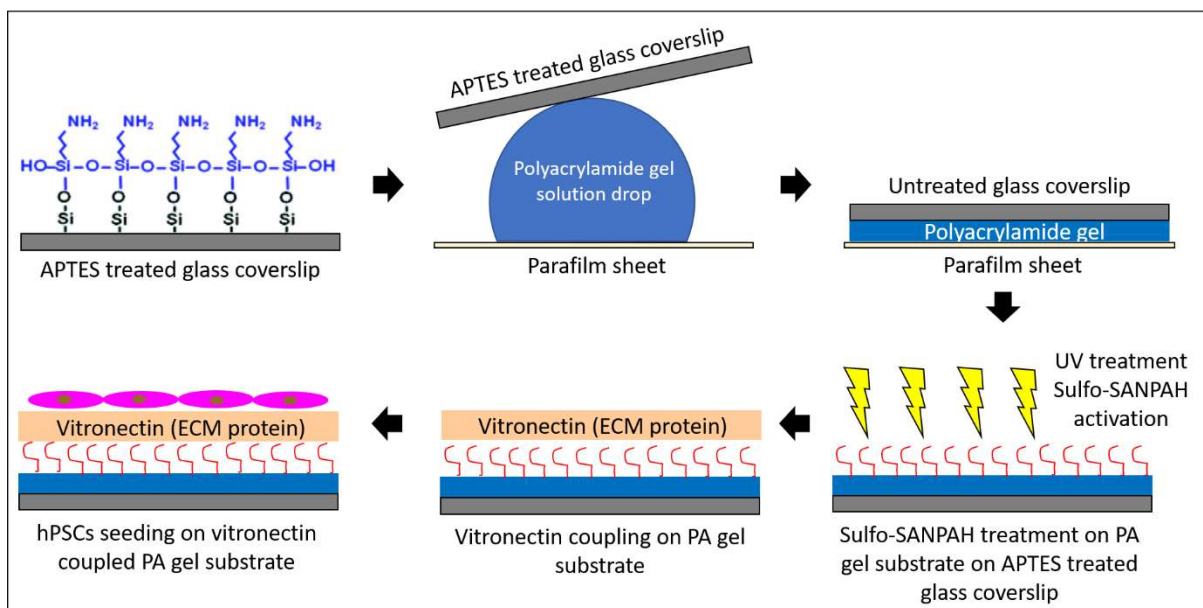 NH2 NH2 NH2 NH2 NH2
HO Si O Si O Si O Si O Si OH
O O O O O
Si Si Si Si Si
APTES treated glass coverslip
APTES treated glass coverslip
Polyacrylamide gel
solution drop
Parafilm sheet
Untreated glass coverslip
Polyacrylamide gel
Parafilm sheet
UV treatment
Sulfo-SANPAH
activation
Sulfo-SANPAH treatment on PA
gel substrate on APTES treated
glass coverslip
Vitronectin (ECM protein)
Vitronectin coupling on PA gel
substrate
Vitronectin (ECM protein)
hPSCs seeding on vitronectin
coupled PA gel substrate